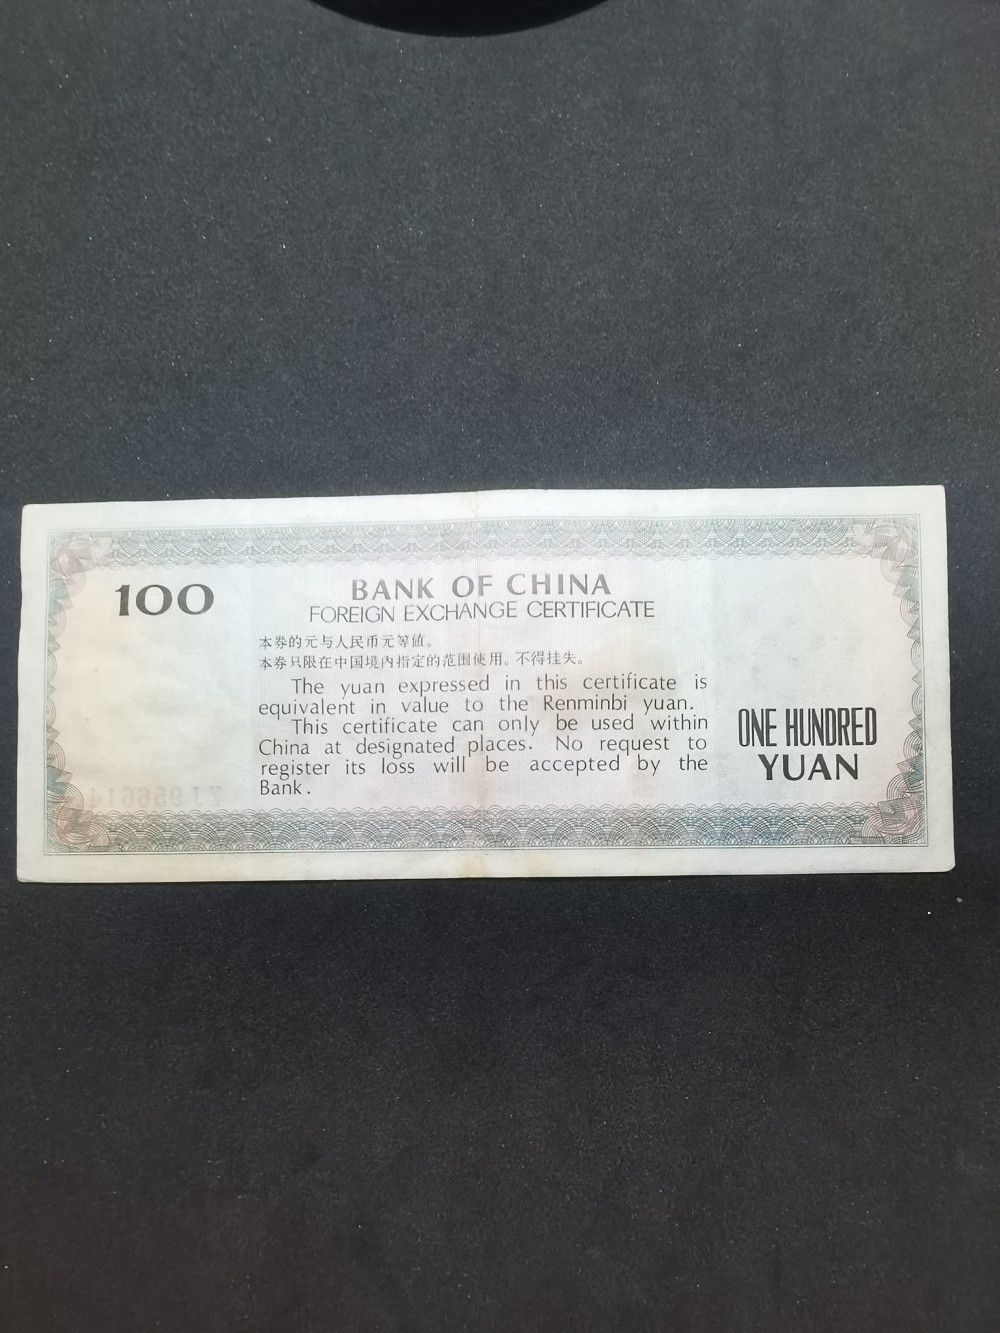 100
BANK OF CHINA
FOREIGN EXCHANGE CERTIFICATE
本券的元与人民币元等値。
本券只限在中国境内指定的范围使用。不得挂失。
The yuan expressed in this certificate is
equivalent in value to the Renminbi yuan.
This certificate can only be used within
China at designated places. No request to
register its loss will be accepted by the
Bank.
ONE HUNDRED
YUAN